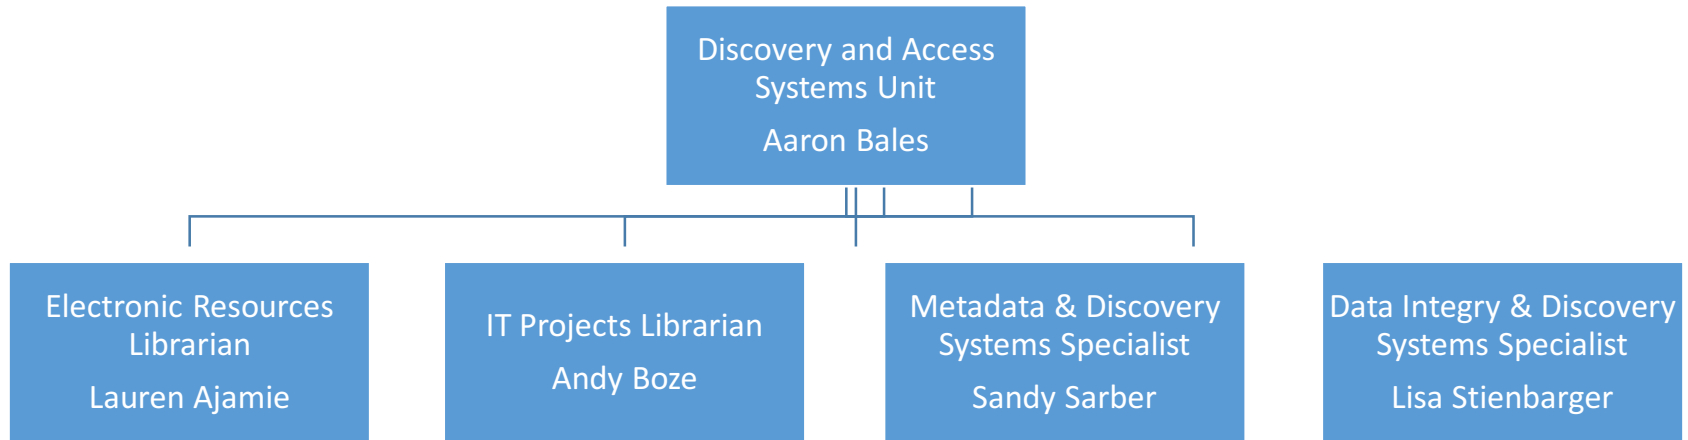 Discovery and Access
Systems Unit
Aaron Bales
Electronic Resources
Librarian
Lauren Ajamie
IT Projects Librarian
Andy Boze
Metadata & Discovery
Systems Specialist
Sandy Sarber
Data Integry & Discovery
Systems Specialist
Lisa Stienbarger